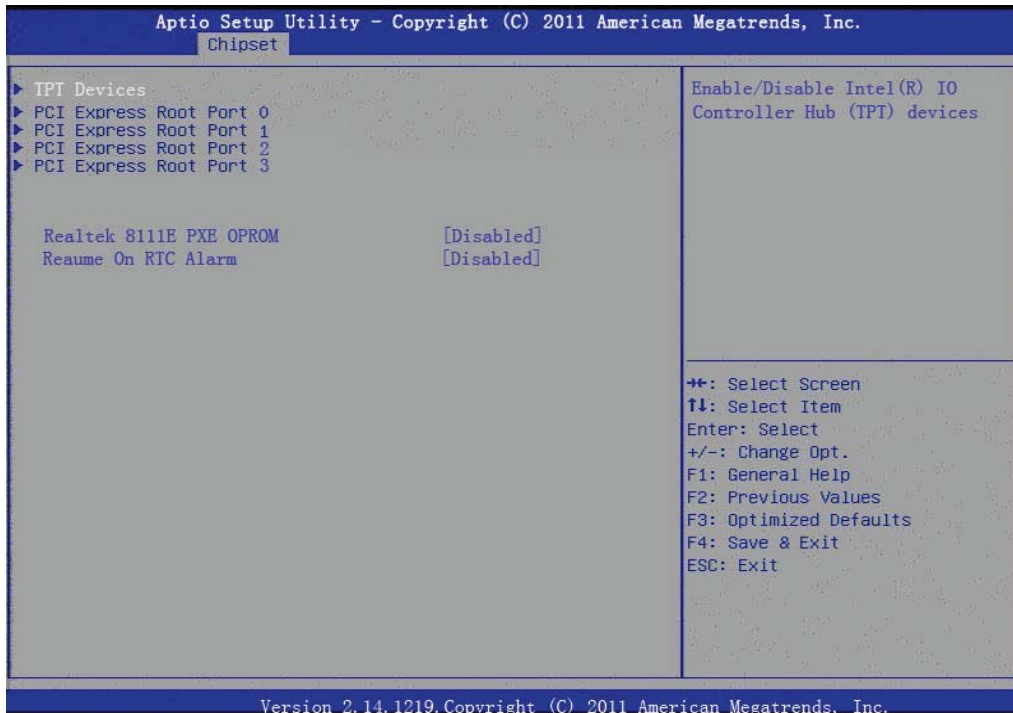 Aptio Setup Utility - Copyright (C) 2011 American Megatrends, Inc.
Chipset
TPT Devices
PCI Express Root Port 0
PCI Express Root Port 1
PCI Express Root Port 2
PCI Express Root Port 3
Realtek 8111E PXE OPROM [Disabled]
Reaume On RTC Alarm [Disabled]
Enable/Disable Intel(R) IO
Controller Hub (TPT) devices
→←: Select Screen
↑↓: Select Item
Enter: Select
+/-: Change Opt.
F1: General Help
F2: Previous Values
F3: Optimized Defaults
F4: Save & Exit
ESC: Exit
Version 2.14.1219.Copyright (C) 2011 American Megatrends, Inc.